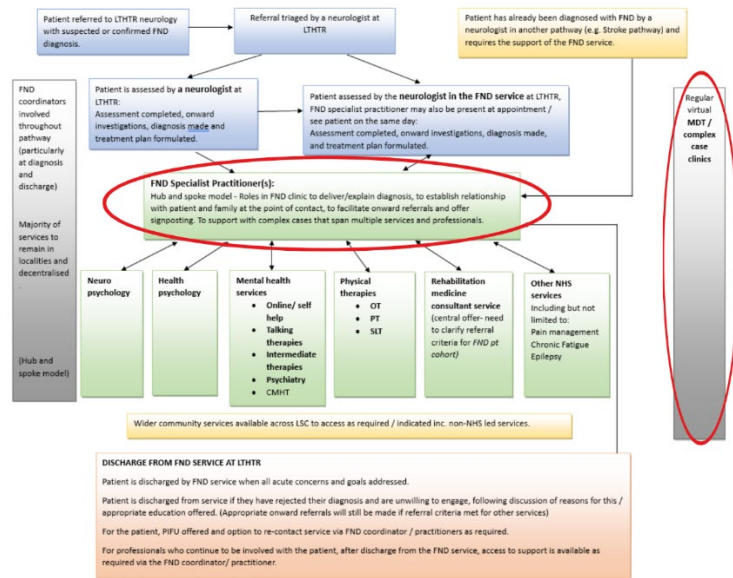 Patient referred to LTHTR neurology
with suspected or confirmed FND
diagnosis.
Referral triaged by a neurologist at
LTHTR
Patient has already been diagnosed with FND by a
neurologist in another pathway (e.g. Stroke pathway) and
requires the support of the FND service.
FND
coordinators
involved
throughout
pathway
(particularly
at diagnosis
and
discharge)
Majority of
services to
remain in
localities and
decentralised
.
(Hub and
spoke model)
Patient is assessed by a neurologist at
LTHTR:
Assessment completed, onward
investigations, diagnosis made and
treatment plan formulated.
Patient assessed by the neurologist in the FND service at LTHTR,
FND specialist practitioner may also be present at appointment /
see patient on the same day:
Assessment completed, onward investigations, diagnosis made,
and treatment plan formulated.
Regular
virtual
MDT /
complex
case
clinics
FND Specialist Practitioner(s):
Hub and spoke model - Roles in FND clinic to deliver/explain diagnosis, to establish relationship
with patient and family at the point of contact, to facilitate onward referrals and offer
signposting. To support with complex cases that span multiple services and professionals.
Neuro
psychology
Health
psychology
Mental health
services
• Online/ self
help
• Talking
therapies
• Intermediate
therapies
• Psychiatry
• CMHT
Physical
therapies
• OT
• PT
• SLT
Rehabilitation
medicine
consultant service
(central offer- need
to clarify referral
criteria for FND pt
cohort)
Other NHS
services
Including but not
limited to:
Pain management
Chronic Fatigue
Epilepsy
Wider community services available across LSC to access as required / indicated inc. non-NHS led services.
DISCHARGE FROM FND SERVICE AT LTHTR
Patient is discharged by FND service when all acute concerns and goals addressed.
Patient is discharged from service if they have rejected their diagnosis and are unwilling to engage, following discussion of reasons for this /
appropriate education offered. (Appropriate onward referrals will still be made if referral criteria met for other services)
For the patient, PIFU offered and option to re-contact service via FND coordinator / practitioners as required.
For professionals who continue to be involved with the patient, after discharge from the FND service, access to support is available as
required via the FND coordinator/ practitioner.